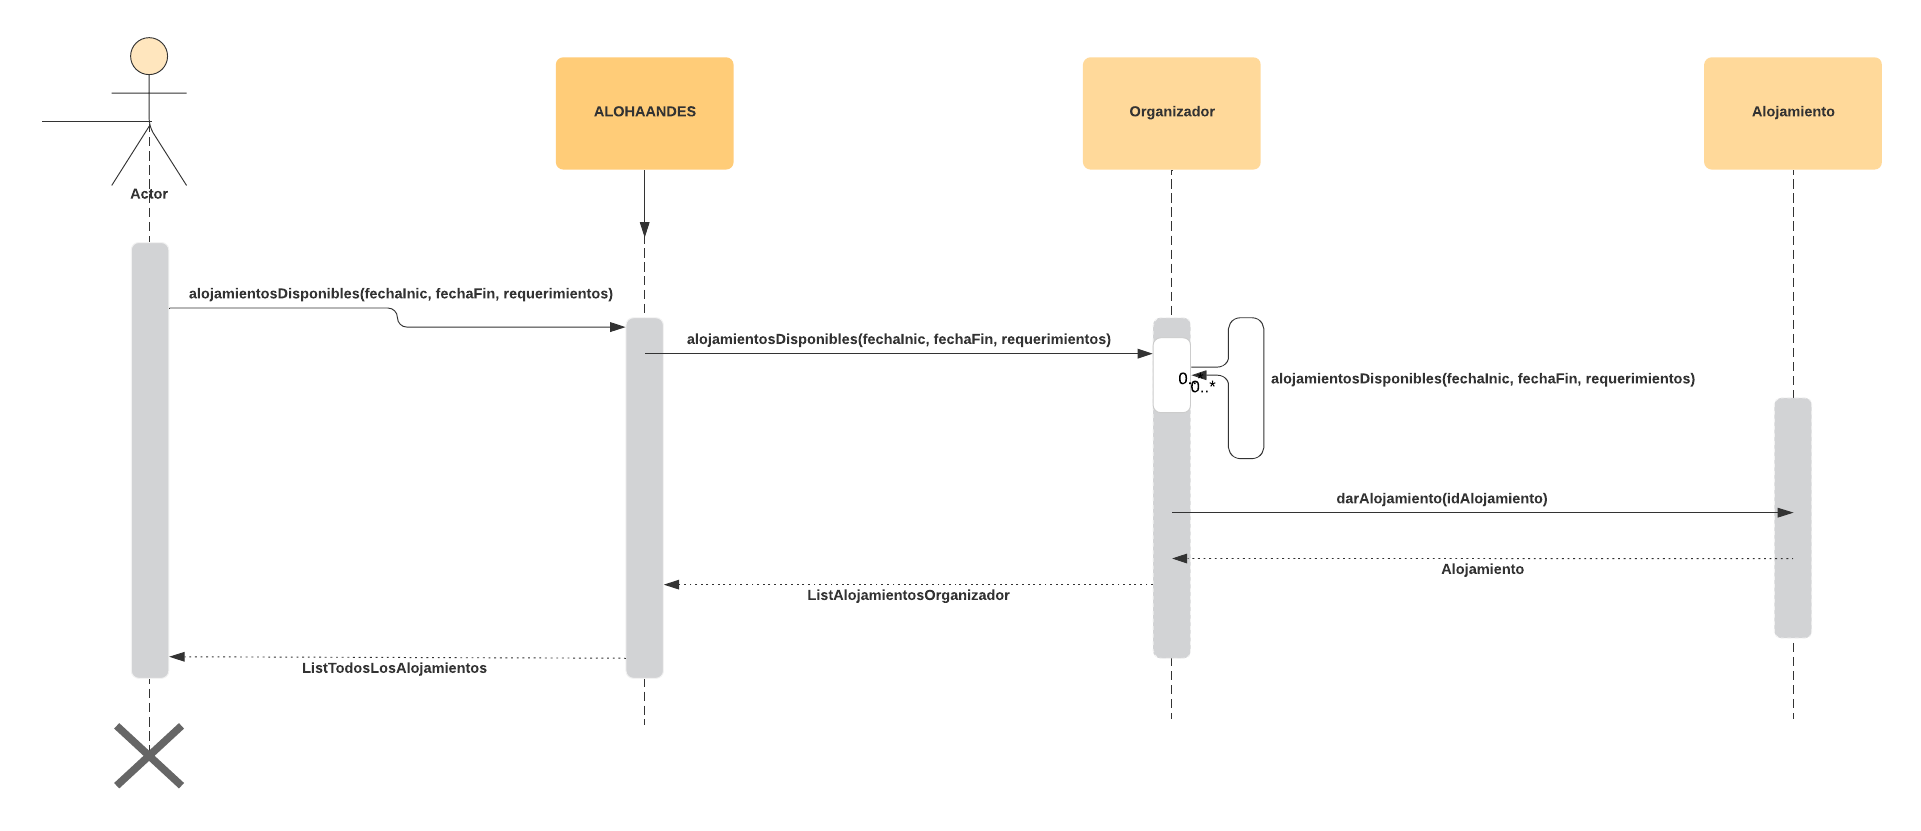 Actor
ALOHAANDES
Organizador
Alojamiento
alojamientosDisponibles(fechaInic, fechaFin, requerimientos)
alojamientosDisponibles(fechaInic, fechaFin, requerimientos)
alojamientosDisponibles(fechaInic, fechaFin, requerimientos)
0..*
darAlojamiento(idAlojamiento)
Alojamiento
ListAlojamientosOrganizador
ListTodosLosAlojamientos